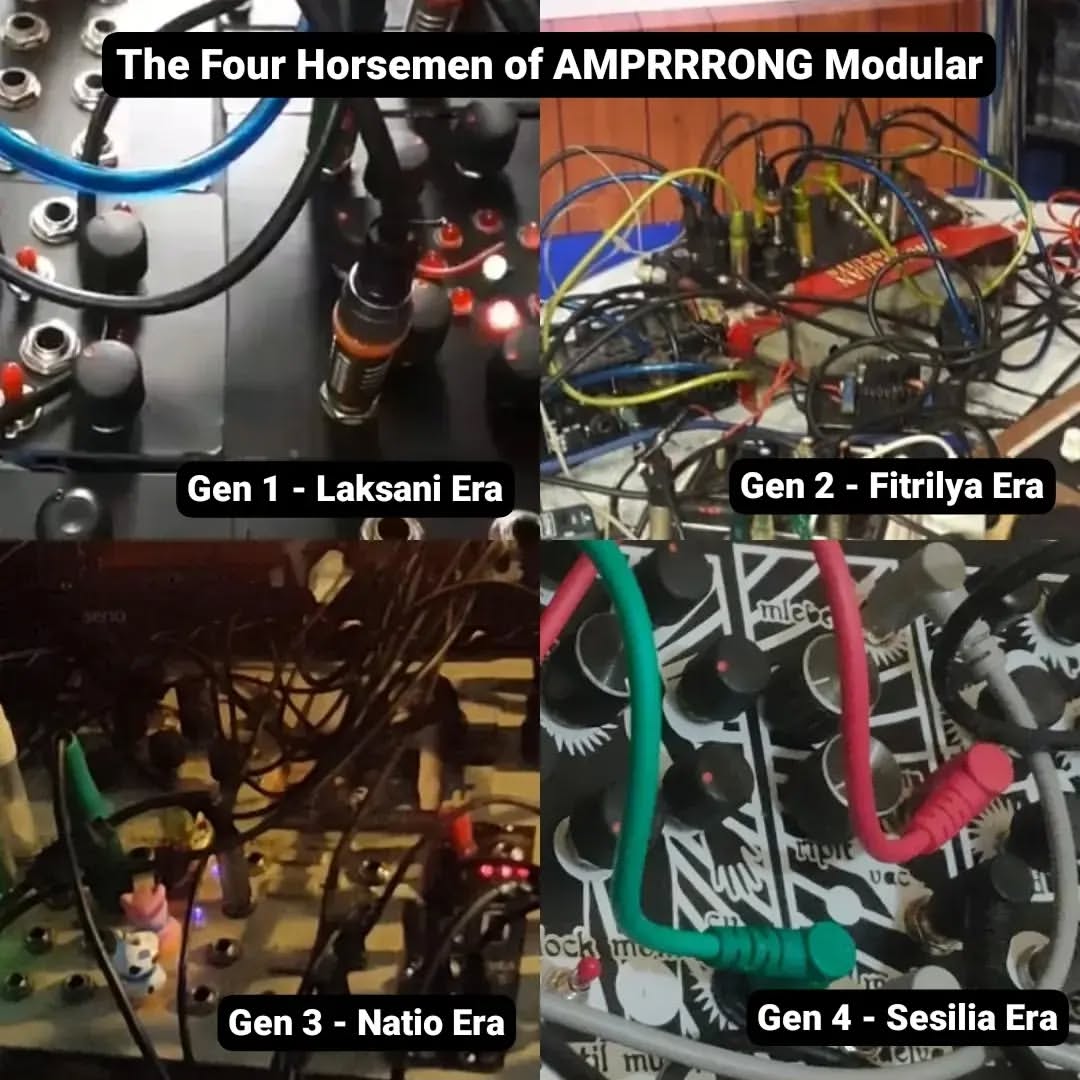 The Four Horsemen of AMPRRRONG Modular
Gen 1 - Laksani Era
Gen 2 - Fitrilya Era
seno
Gen 3 - Natio Era
Gen 4 - Sesilia Era